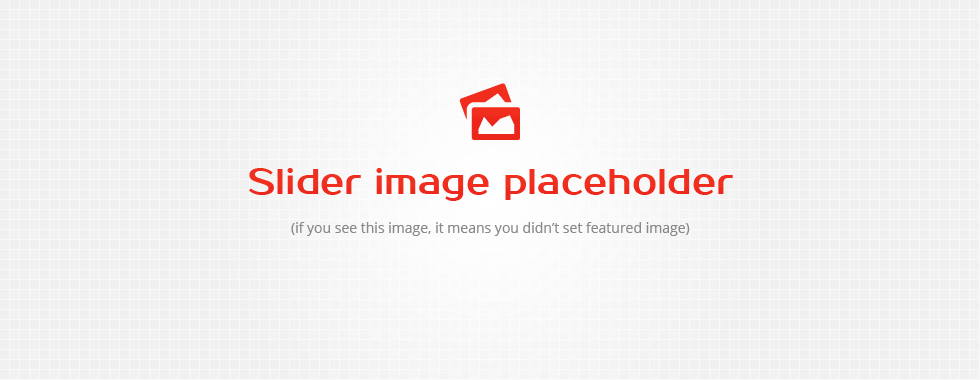 Slider image placeholder
(if you see this image, it means you didn’t set featured image)